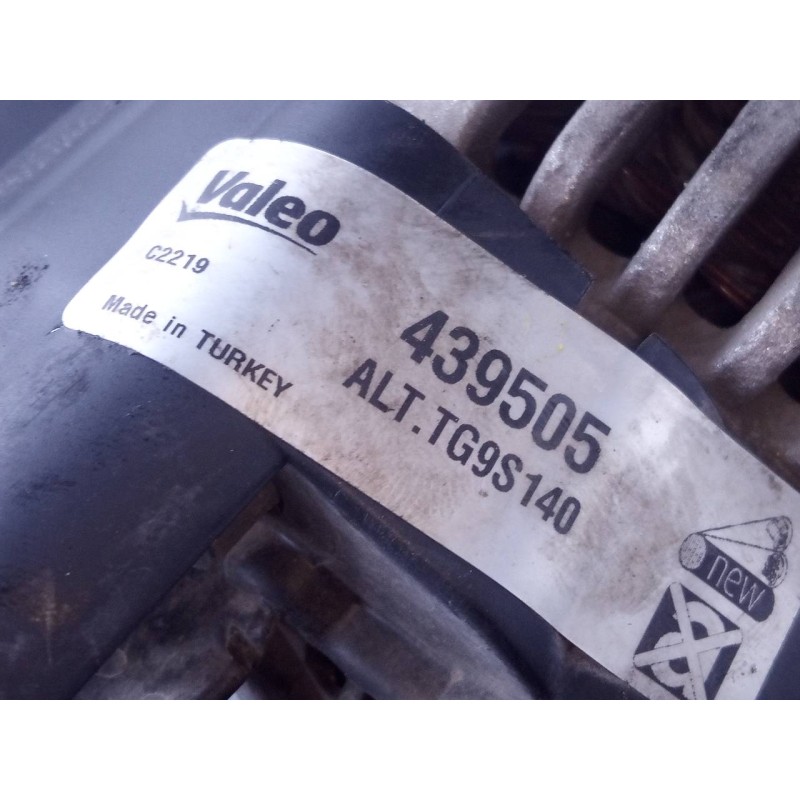 Valeo
C2219
Made in TURKEY
439505
ALT.TG9S140
new